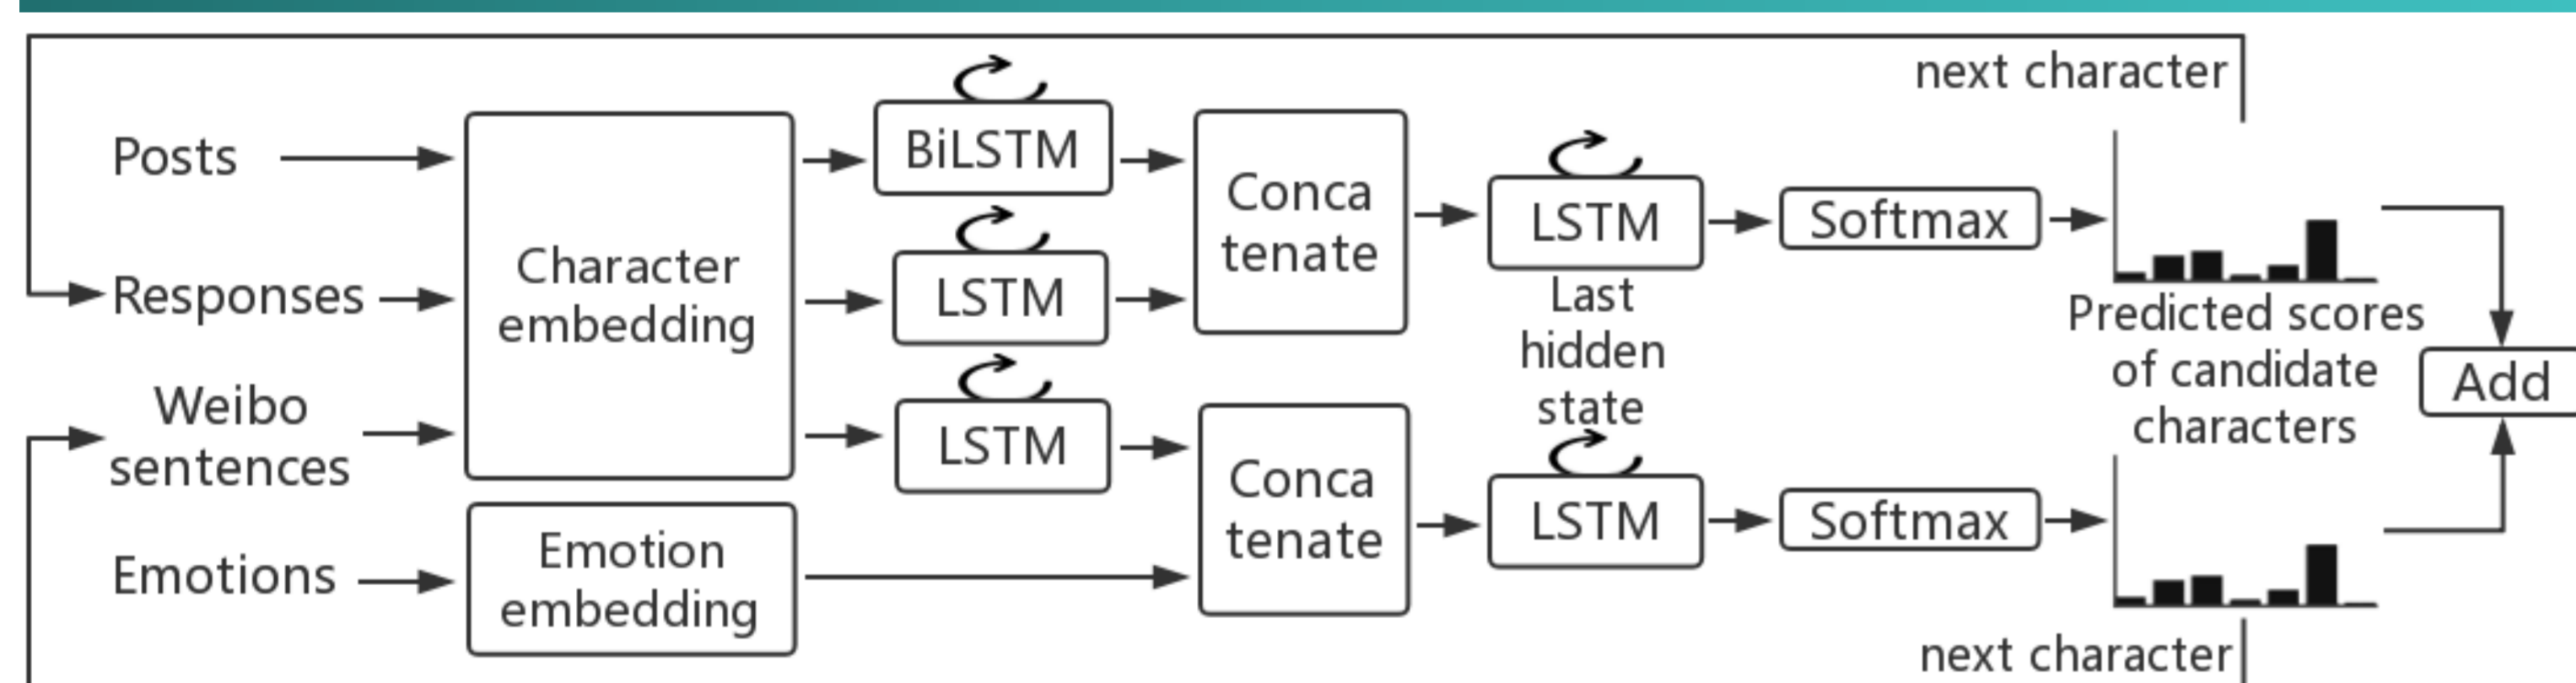 next character
Posts
BiLSTM
Conca
tenate
LSTM
Softmax
Character
embedding
Responses
LSTM
Last
hidden
state
Predicted scores
of candidate
characters
Add
Weibo
sentences
LSTM
Conca
tenate
LSTM
Softmax
Emotions
Emotion
embedding
next character